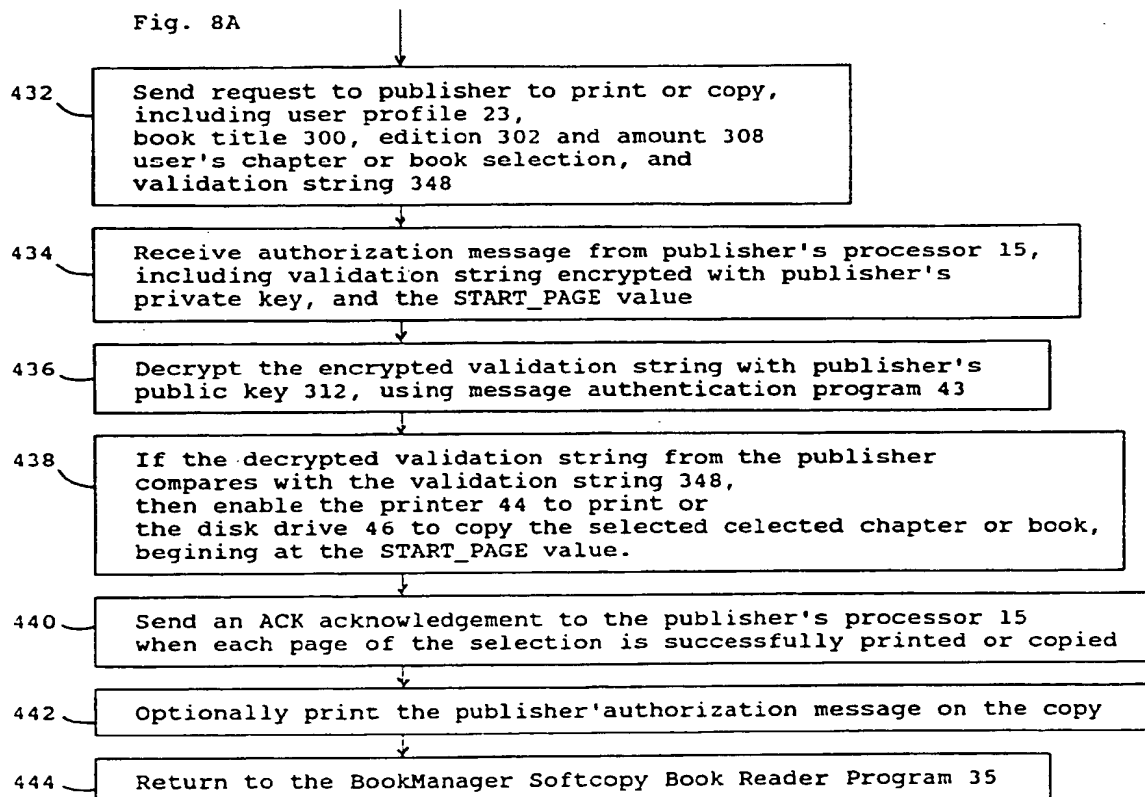 Fig. 8A
432
Send request to publisher to print or copy,
including user profile 23,
book title 300, edition 302 and amount 308
user's chapter or book selection, and
validation string 348
434
Receive authorization message from publisher's processor 15,
including validation string encrypted with publisher's
private key, and the START_PAGE value
436
Decrypt the encrypted validation string with publisher's
public key 312, using message authentication program 43
438
If the decrypted validation string from the publisher
compares with the validation string 348,
then enable the printer 44 to print or
the disk drive 46 to copy the selected celected chapter or book,
begining at the START_PAGE value.
440
Send an ACK acknowledgement to the publisher's processor 15
when each page of the selection is successfully printed or copied
442
Optionally print the publisher'authorization message on the copy
444
Return to the BookManager Softcopy Book Reader Program 35